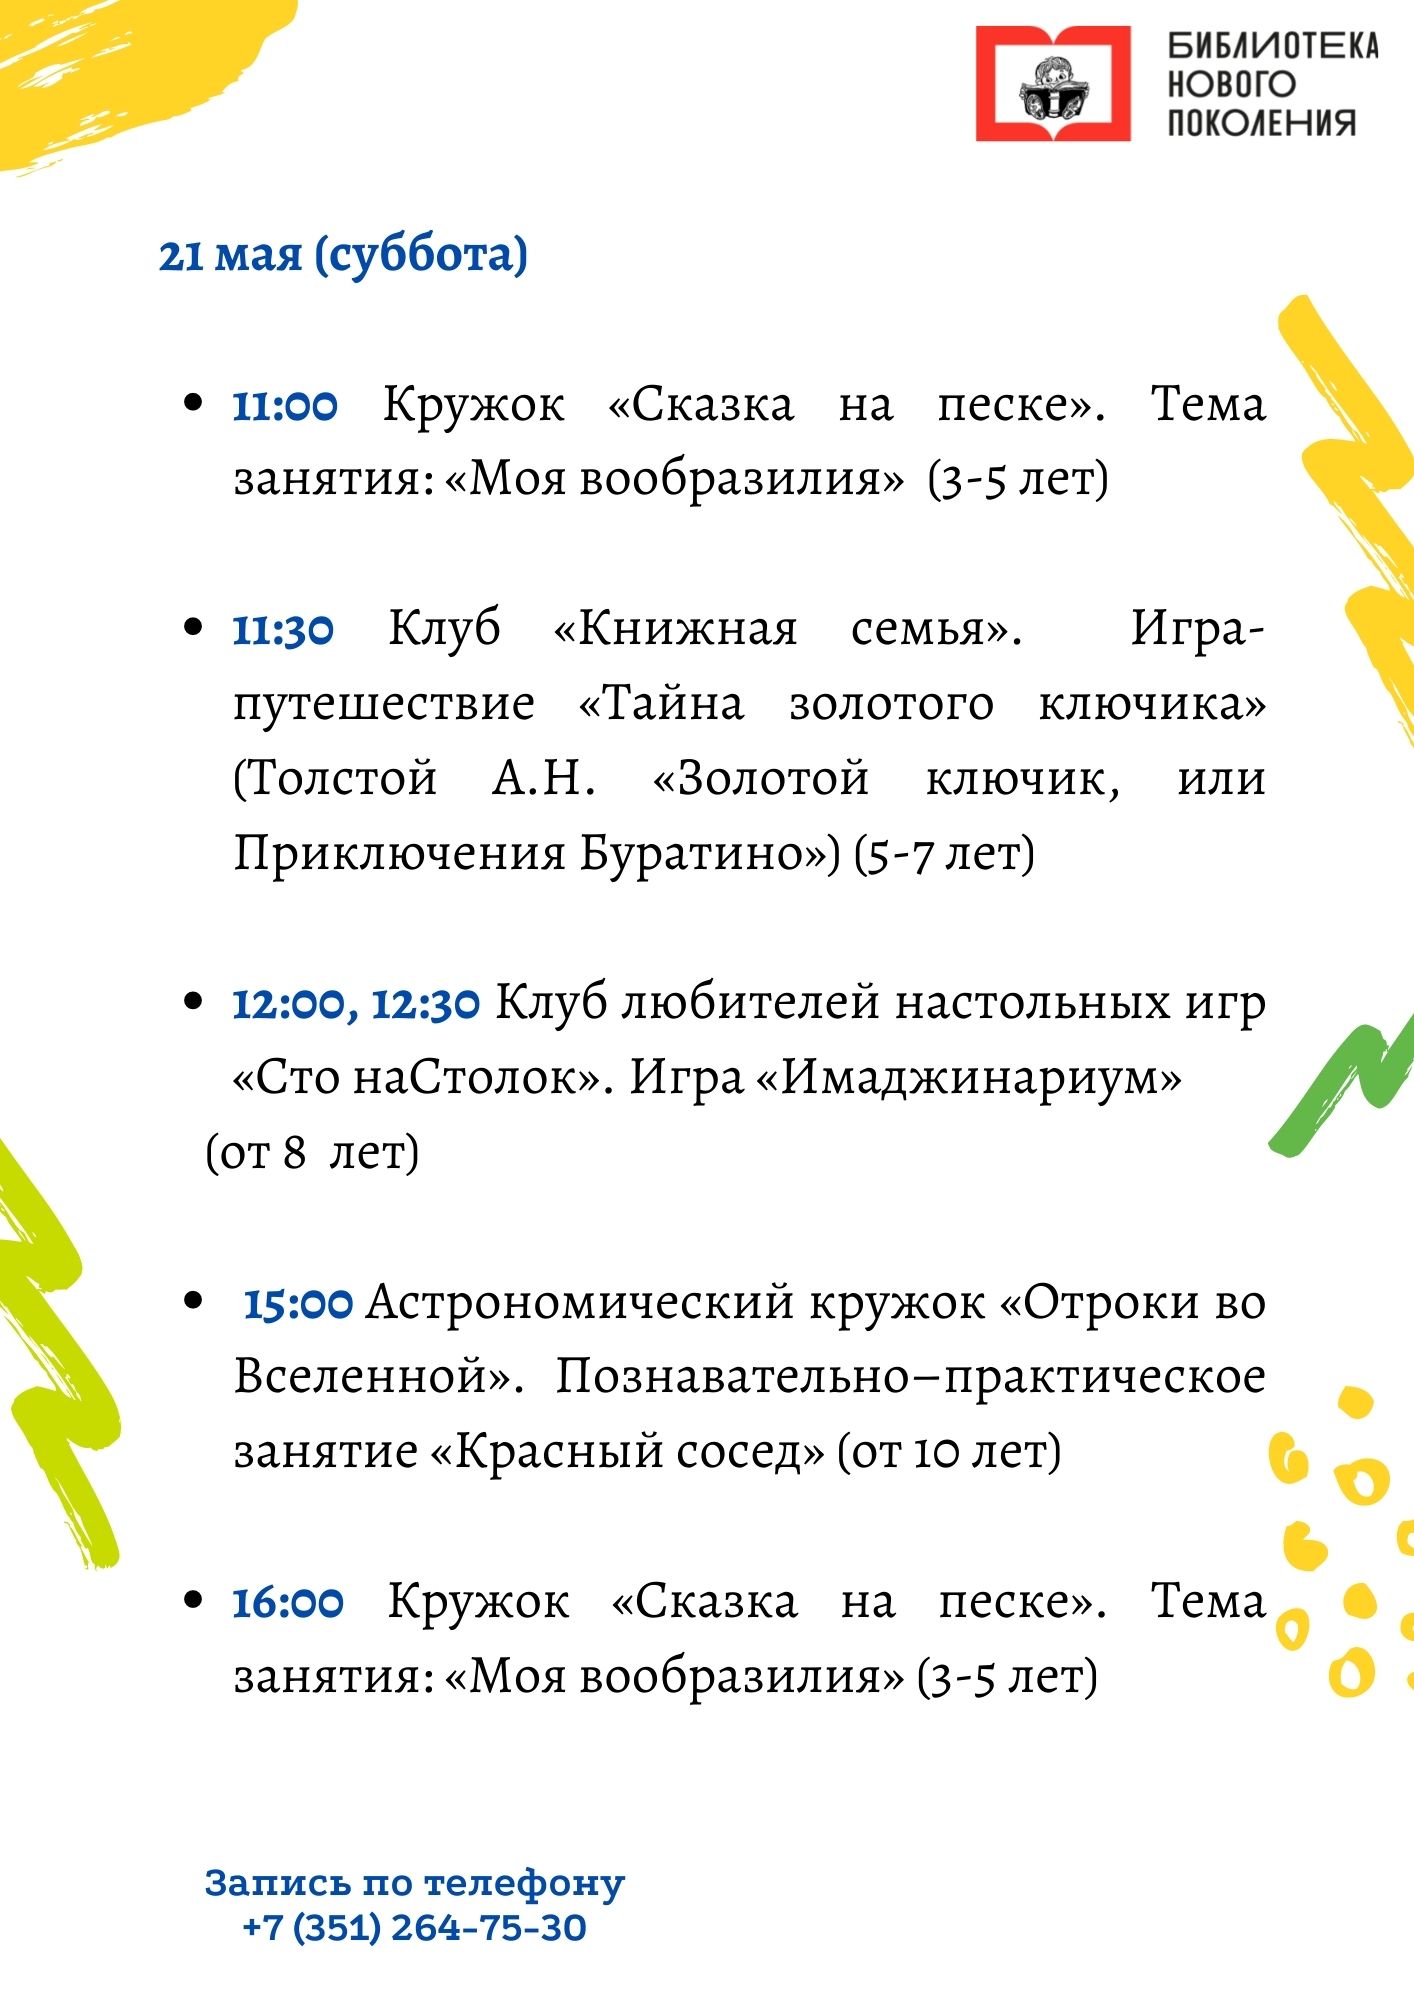 БИБЛИОТЕКА
НОВОГО
ПОКОЛЕНИЯ
21 мая (суббота)
• 11:00 Кружок «Сказка на песке». Тема
занятия: «Моя вообразилия» (3-5 лет)
• 11:30 Клуб «Книжная семья». Игра-
путешествие «Тайна золотого ключика»
(Толстой А.Н. «Золотой ключик, или
Приключения Буратино») (5-7 лет)
• 12:00, 12:30 Клуб любителей настольных игр
«Сто наСтолок». Игра «Имаджинариум»
(от 8 лет)
• 15:00 Астрономический кружок «Отроки во
Вселенной». Познавательно–практическое
занятие «Красный сосед» (от 10 лет)
• 16:00 Кружок «Сказка на песке». Тема
занятия: «Моя вообразилия» (3-5 лет)
Запись по телефону
+7 (351) 264-75-30